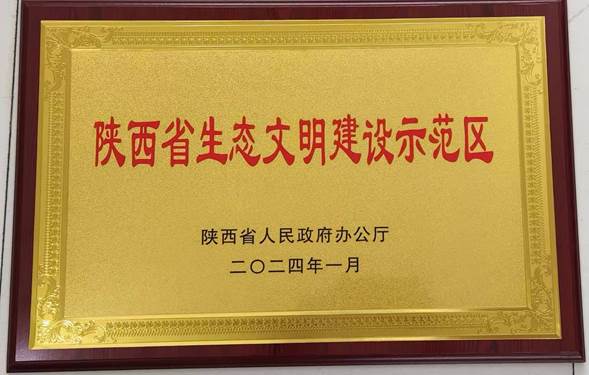 陕西省生态文明建设示范区
陕西省人民政府办公厅
二〇二四年一月